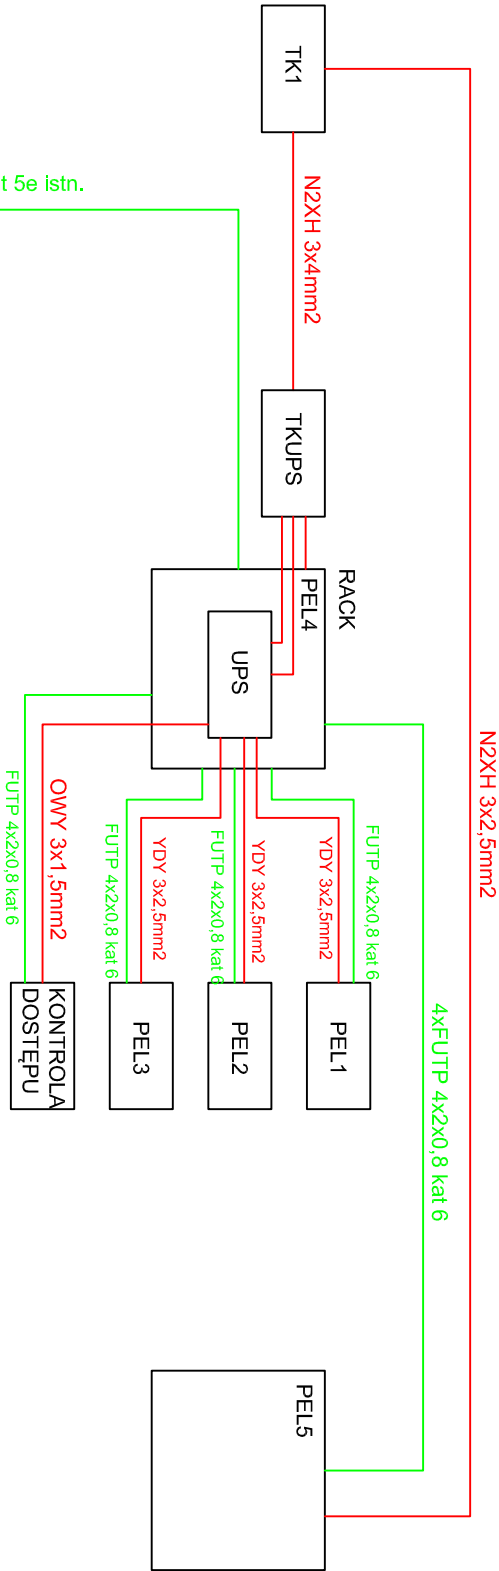 TK1
t 5e istn.
N2XH 3x4mm2
TKUPS
RACK
PEL4
UPS
N2XH 3x2,5mm2
4xFUTP 4x2x0,8 kat 6
FUTP 4x2x0,8 kat 6
YDY 3x2,5mm2
YDY 3x2,5mm2
FUTP 4x2x0,8 kat 6
YDY 3x2,5mm2
FUTP 4x2x0,8 kat 6
OWY 3x1,5mm2
FUTP 4x2x0,8 kat 6
PEL1
PEL2
PEL3
KONTROLA
DOSTĘPU
PEL5